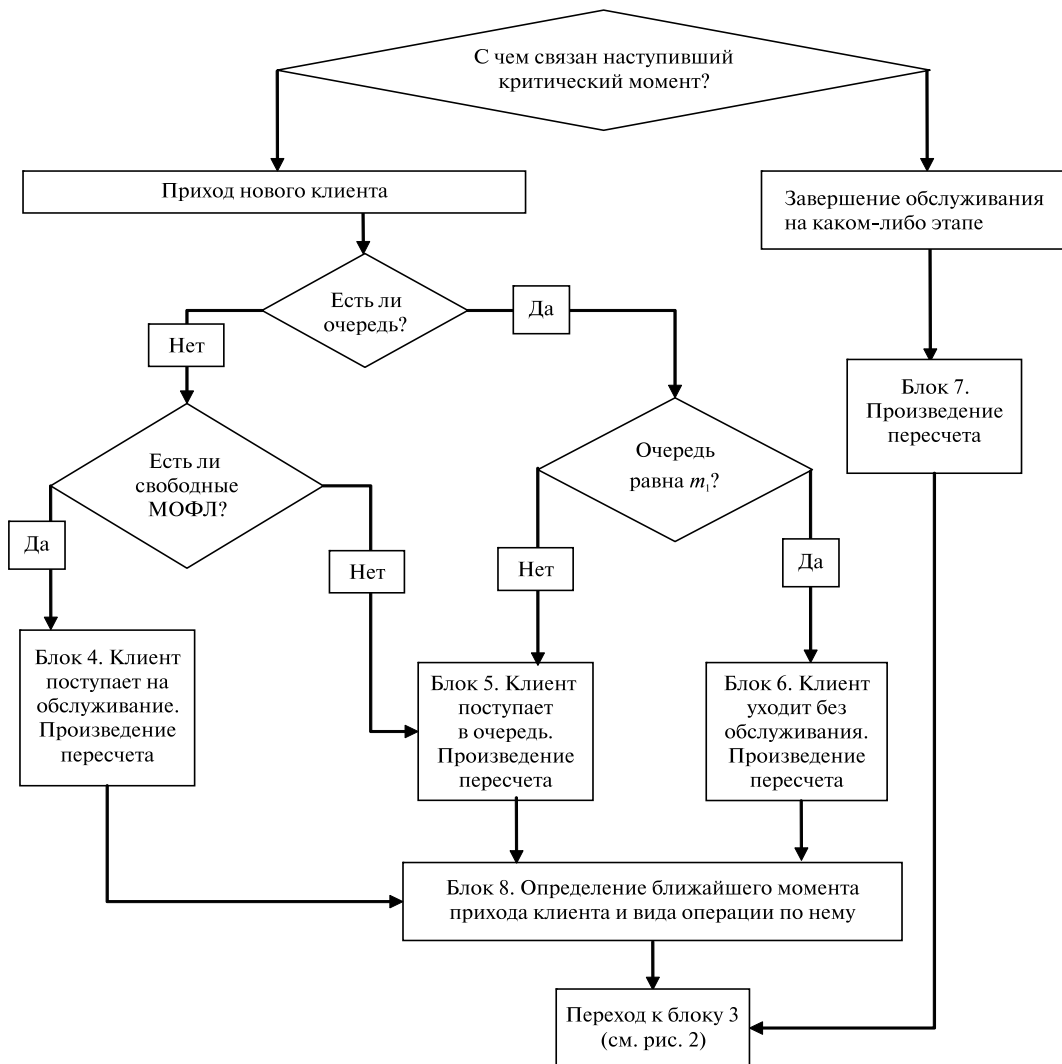 С чем связан наступивший
критический момент?
Приход нового клиента
Завершение обслуживания
на каком-либо этапе
Есть ли
очередь?
Да
Нет
Блок 7.
Произведение
пересчета
Есть ли
свободные
МОФЛ?
Очередь
равна m₁?
Да
Нет
Нет
Да
Блок 4. Клиент
поступает на
обслуживание.
Произведение
пересчета
Блок 5. Клиент
поступает
в очередь.
Произведение
пересчета
Блок 6. Клиент
уходит без
обслуживания.
Произведение
пересчета
Блок 8. Определение ближайшего момента
прихода клиента и вида операции по нему
Переход к блоку 3
(см. рис. 2)